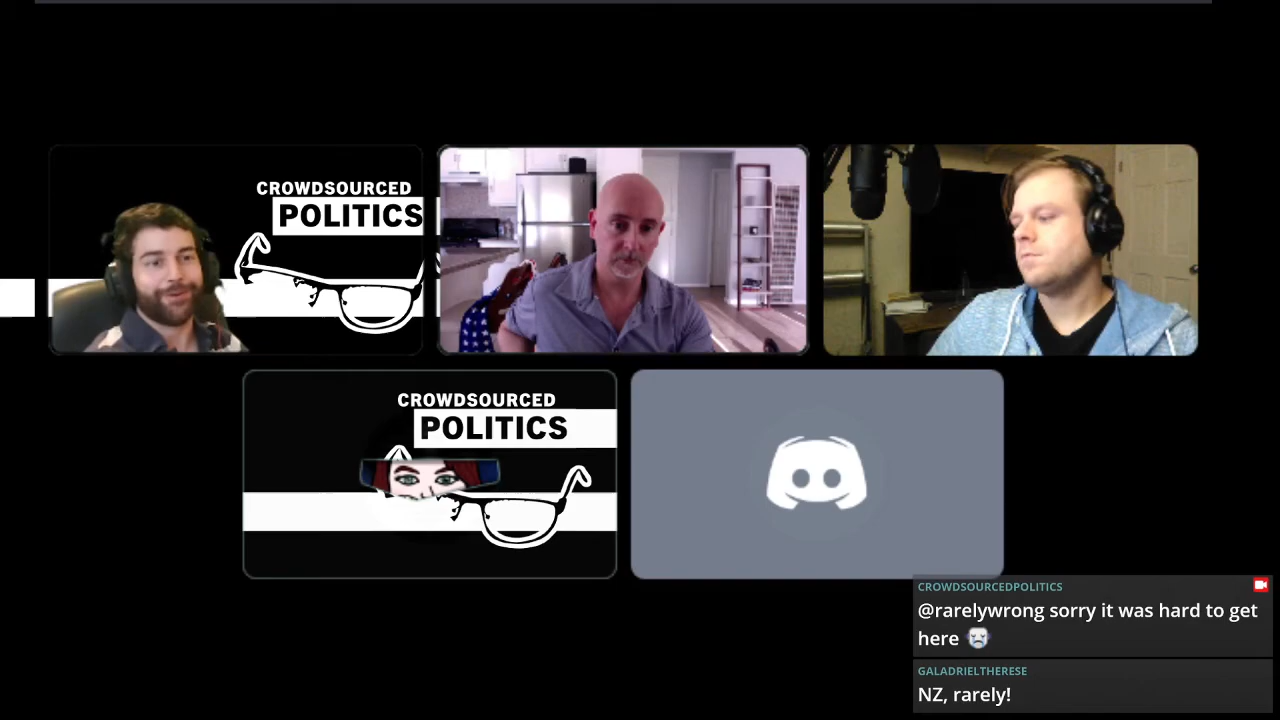 CROWDSOURCED
POLITICS
CROWDSOURCED
POLITICS
CROWDSOURCEDPOLITICS
@rarelywrong sorry it was hard to get
here
GALADRIELTHERESE
NZ, rarely!